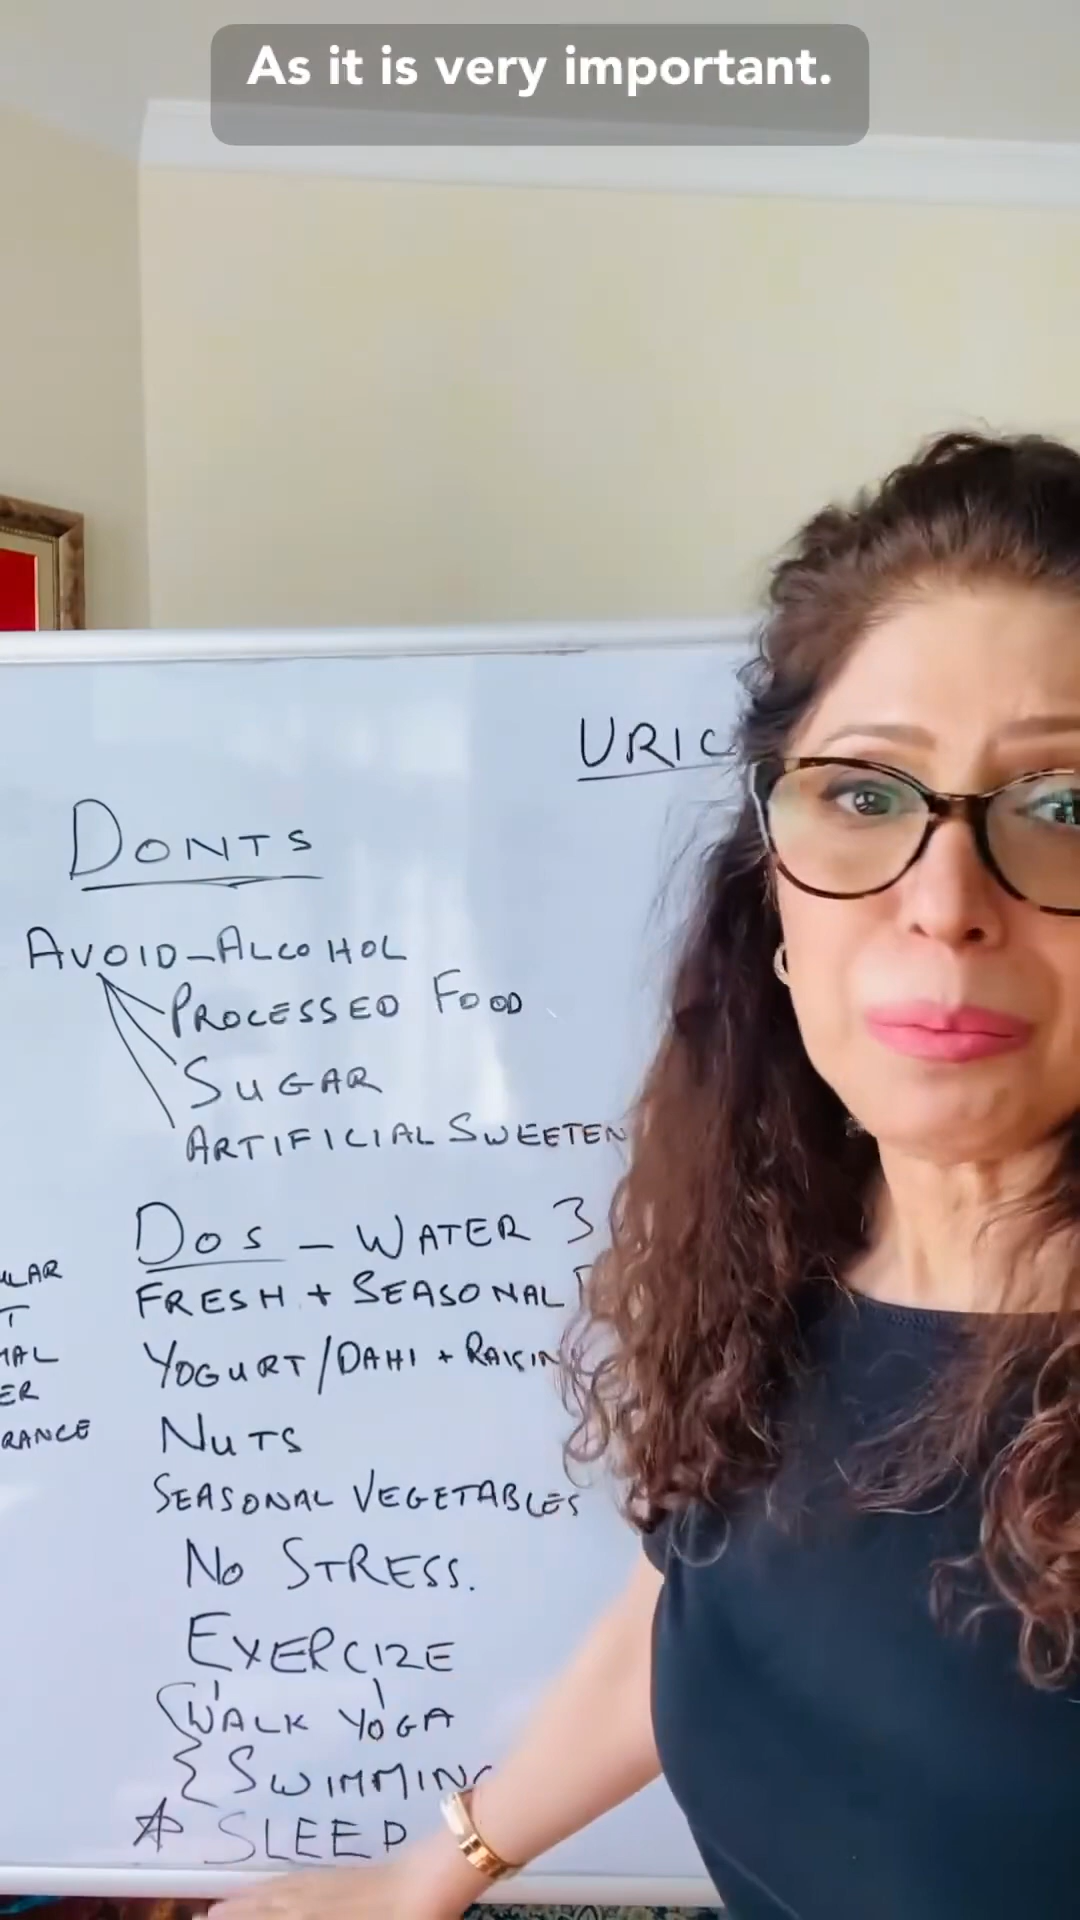 As it is very important.
URIC
DONTS
AVOID-ALCOHOL
PROCESSED FOOD
SUGAR
ARTIFICIAL SWEETEN
DOS - WATER 3
FRESH + SEASONAL
YOGURT/DAHI + RAISIN
NUTS
SEASONAL VEGETABLES
NO STRESS.
EXERCIZE
WALK YOGA
SWIMMING
SLEEP